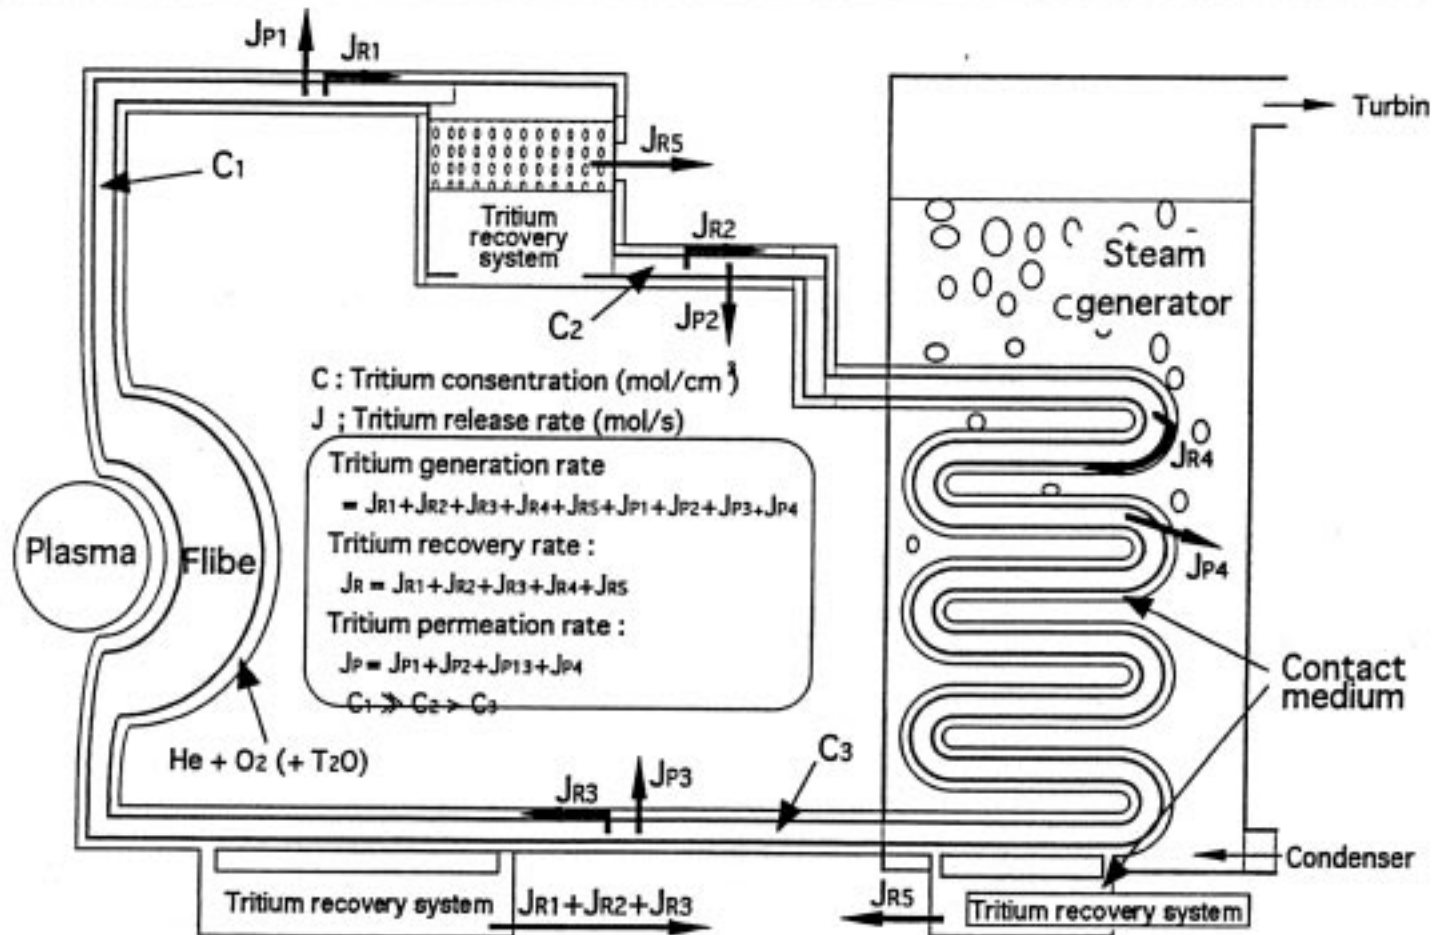 JP1
JR1
Turbin
C1
JR5
Tritium
recovery
system
JR2
Steam
generator
C2
JP2
C : Tritium consentration (mol/cm³)
J ; Tritium release rate (mol/s)
JR4
Tritium generation rate
= JR1+JR2+JR3+JR4+JR5+JP1+JP2+JP3+JP4
Plasma
Flibe
Tritium recovery rate :
JR = JR1+JR2+JR3+JR4+JR5
JP4
Tritium permeation rate :
JP = JP1+JP2+JP13+JP4
C1 ≫ C2 > C3
Contact
medium
He + O2 (+ T2O)
C3
JR3
JP3
Condenser
Tritium recovery system
JR1+JR2+JR3
JR5
Tritium recovery system